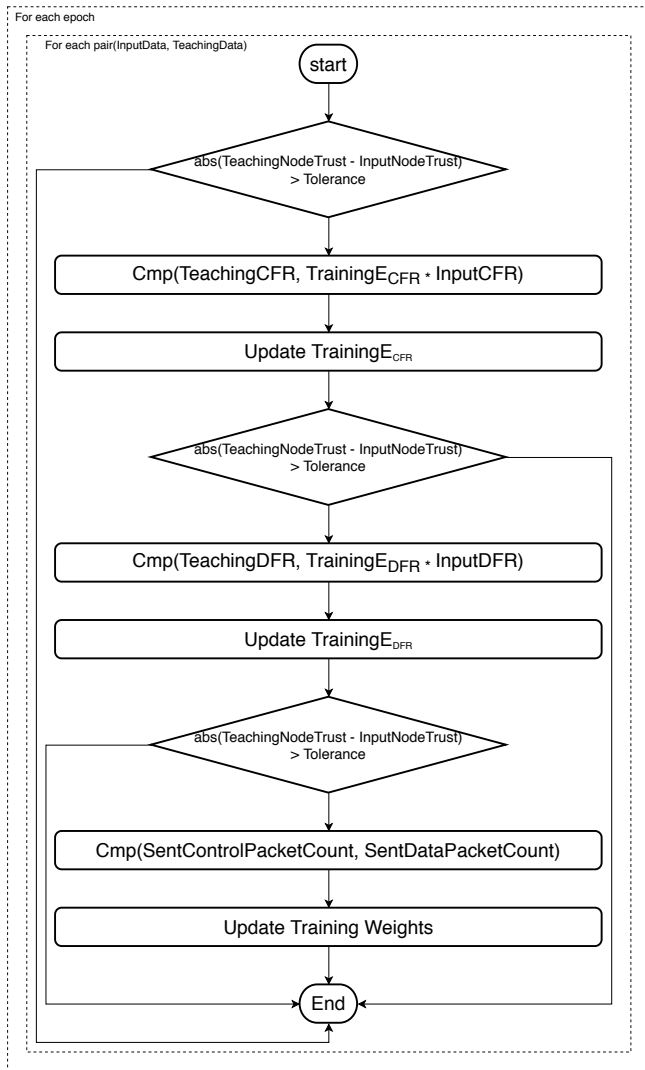 For each epoch
For each pair(InputData, TeachingData)
start
abs(TeachingNodeTrust - InputNodeTrust)
> Tolerance
Cmp(TeachingCFR, TrainingE_CFR * InputCFR)
Update TrainingE_CFR
abs(TeachingNodeTrust - InputNodeTrust)
> Tolerance
Cmp(TeachingDFR, TrainingE_DFR * InputDFR)
Update TrainingE_DFR
abs(TeachingNodeTrust - InputNodeTrust)
> Tolerance
Cmp(SentControlPacketCount, SentDataPacketCount)
Update Training Weights
End